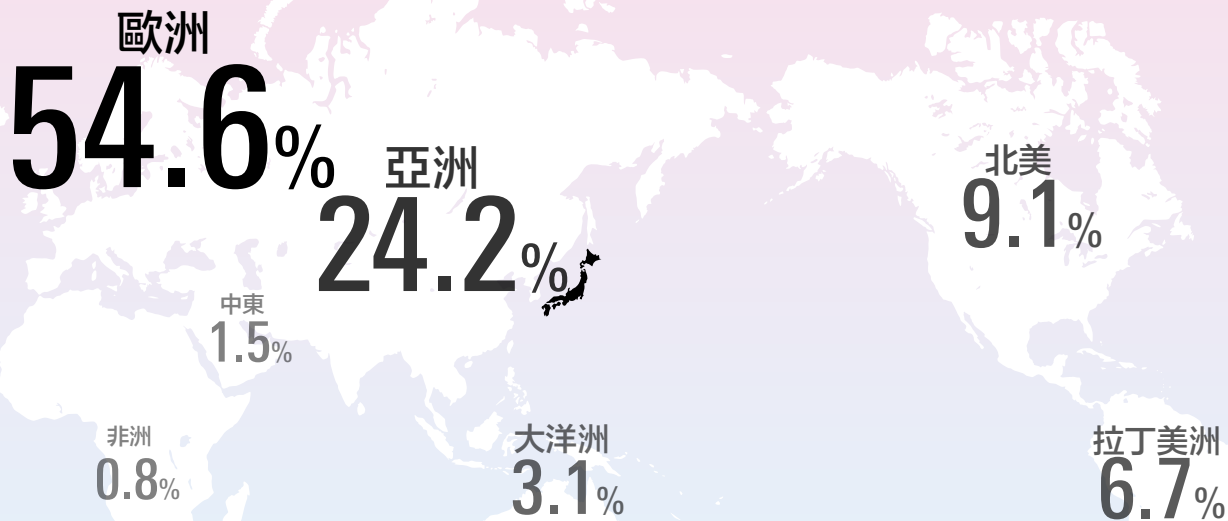 歐洲
54.6%
亞洲
24.2%
北美
9.1%
中東
1.5%
非洲
0.8%
大洋洲
3.1%
拉丁美洲
6.7%